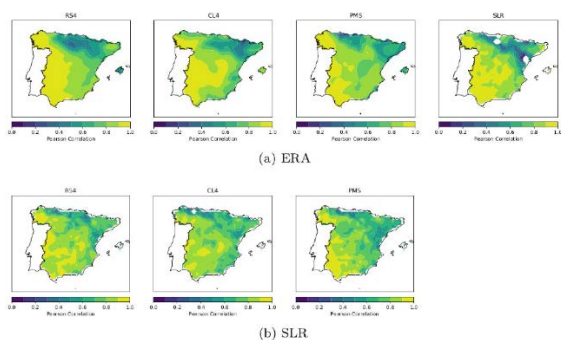 RS4 CL4 PMS SLR
0.0 0.2 0.4 0.6 0.8 1.0 0.0 0.2 0.4 0.6 0.8 1.0 0.0 0.2 0.4 0.6 0.8 1.0 0.0 0.2 0.4 0.6 0.8 1.0
Pearson Correlation Pearson Correlation Pearson Correlation Pearson Correlation
(a) ERA
RS4 CL4 PMS
0.0 0.2 0.4 0.6 0.8 1.0 0.0 0.2 0.4 0.6 0.8 1.0 0.0 0.2 0.4 0.6 0.8 1.0
Pearson Correlation Pearson Correlation Pearson Correlation
(b) SLR